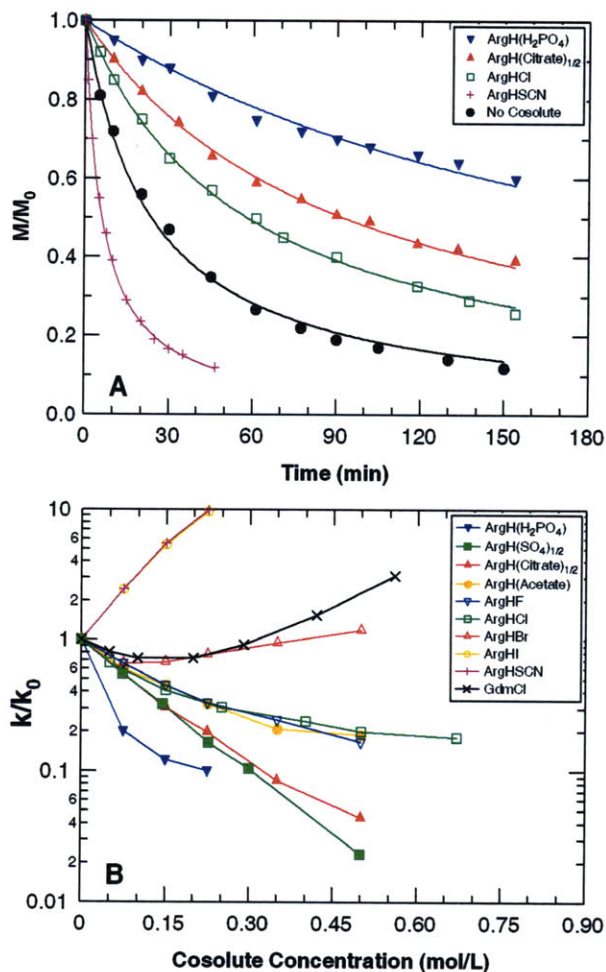 1.0
0.8
0.6
0.4
0.2
0.0
M/M0
ArgH(H2PO4)
ArgH(Citrate)1/2
ArgHCl
ArgHSCN
No Cosolute
A
0 30 60 90 120 150 180
Time (min)
10
6
4
2
1
6
4
2
0.1
6
4
2
0.01
k/k0
ArgH(H2PO4)
ArgH(SO4)1/2
ArgH(Citrate)1/2
ArgH(Acetate)
ArgHF
ArgHCl
ArgHBr
ArgHI
ArgHSCN
GdmCl
B
0 0.15 0.30 0.45 0.60 0.75 0.90
Cosolute Concentration (mol/L)